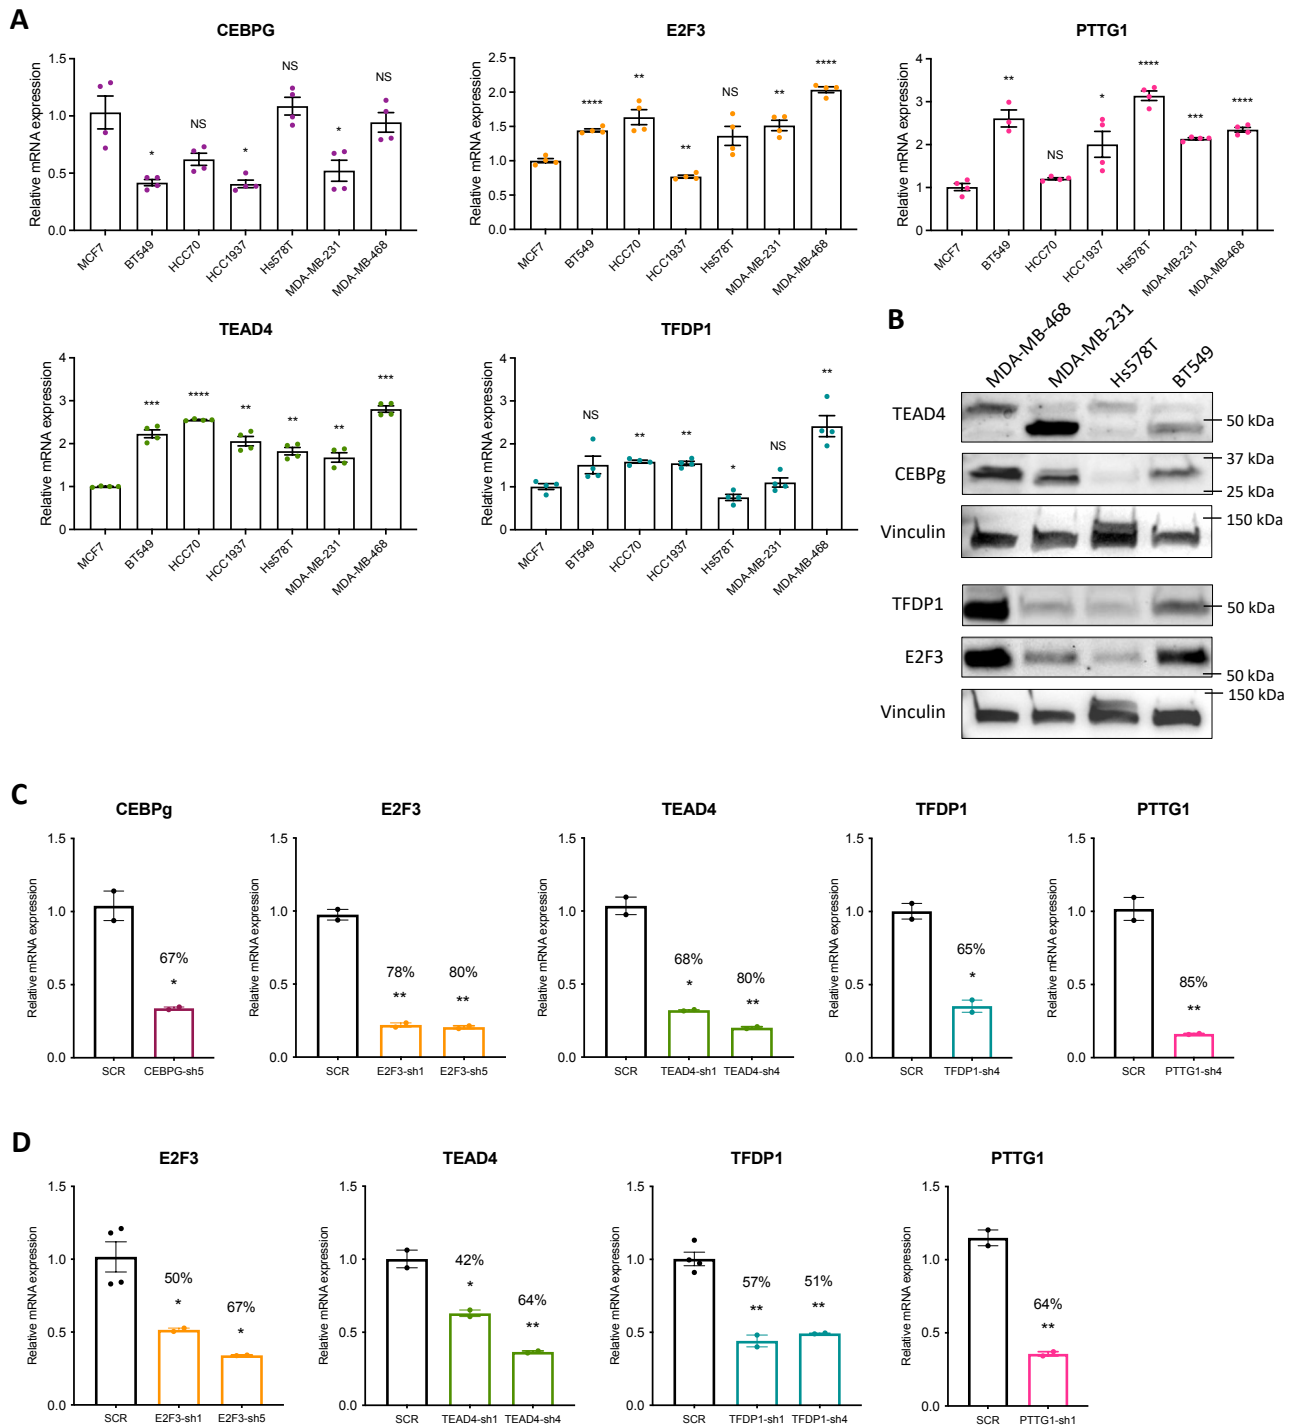 A
CEBPG
Relative mRNA expression
1.5
1.0
0.5
0.0
*
NS
*
NS
*
NS
MCF7
BT549
HCC70
HCC1937
Hs578T
MDA-MB-231
MDA-MB-468
E2F3
Relative mRNA expression
2.5
2.0
1.5
1.0
0.5
0.0
****
**
**
NS
**
****
MCF7
BT549
HCC70
HCC1937
Hs578T
MDA-MB-231
MDA-MB-468
PTTG1
Relative mRNA expression
4
3
2
1
0
**
NS
*
****
***
****
MCF7
BT549
HCC70
HCC1937
Hs578T
MDA-MB-231
MDA-MB-468
TEAD4
Relative mRNA expression
4
3
2
1
0
***
****
**
**
**
***
MCF7
BT549
HCC70
HCC1937
Hs578T
MDA-MB-231
MDA-MB-468
TFDP1
Relative mRNA expression
4
3
2
1
0
NS
**
**
*
NS
**
MCF7
BT549
HCC70
HCC1937
Hs578T
MDA-MB-231
MDA-MB-468
B
MDA-MB-468
MDA-MB-231
Hs578T
BT549
TEAD4
50 kDa
CEBPg
37 kDa
25 kDa
Vinculin
150 kDa
TFDP1
50 kDa
E2F3
50 kDa
Vinculin
150 kDa
C
CEBPg
Relative mRNA expression
1.5
1.0
0.5
0.0
67%
*
SCR
CEBPG-sh5
E2F3
Relative mRNA expression
1.5
1.0
0.5
0.0
78%
**
80%
**
SCR
E2F3-sh1
E2F3-sh5
TEAD4
Relative mRNA expression
1.5
1.0
0.5
0.0
68%
*
80%
**
SCR
TEAD4-sh1
TEAD4-sh4
TFDP1
Relative mRNA expression
1.5
1.0
0.5
0.0
65%
*
SCR
TFDP1-sh4
PTTG1
Relative mRNA expression
1.5
1.0
0.5
0.0
85%
**
SCR
PTTG1-sh4
D
E2F3
Relative mRNA expression
1.5
1.0
0.5
0.0
50%
*
67%
*
SCR
E2F3-sh1
E2F3-sh5
TEAD4
Relative mRNA expression
1.5
1.0
0.5
0.0
42%
*
64%
**
SCR
TEAD4-sh1
TEAD4-sh4
TFDP1
Relative mRNA expression
1.5
1.0
0.5
0.0
57%
**
51%
**
SCR
TFDP1-sh1
TFDP1-sh4
PTTG1
Relative mRNA expression
1.5
1.0
0.5
0.0
64%
**
SCR
PTTG1-sh1